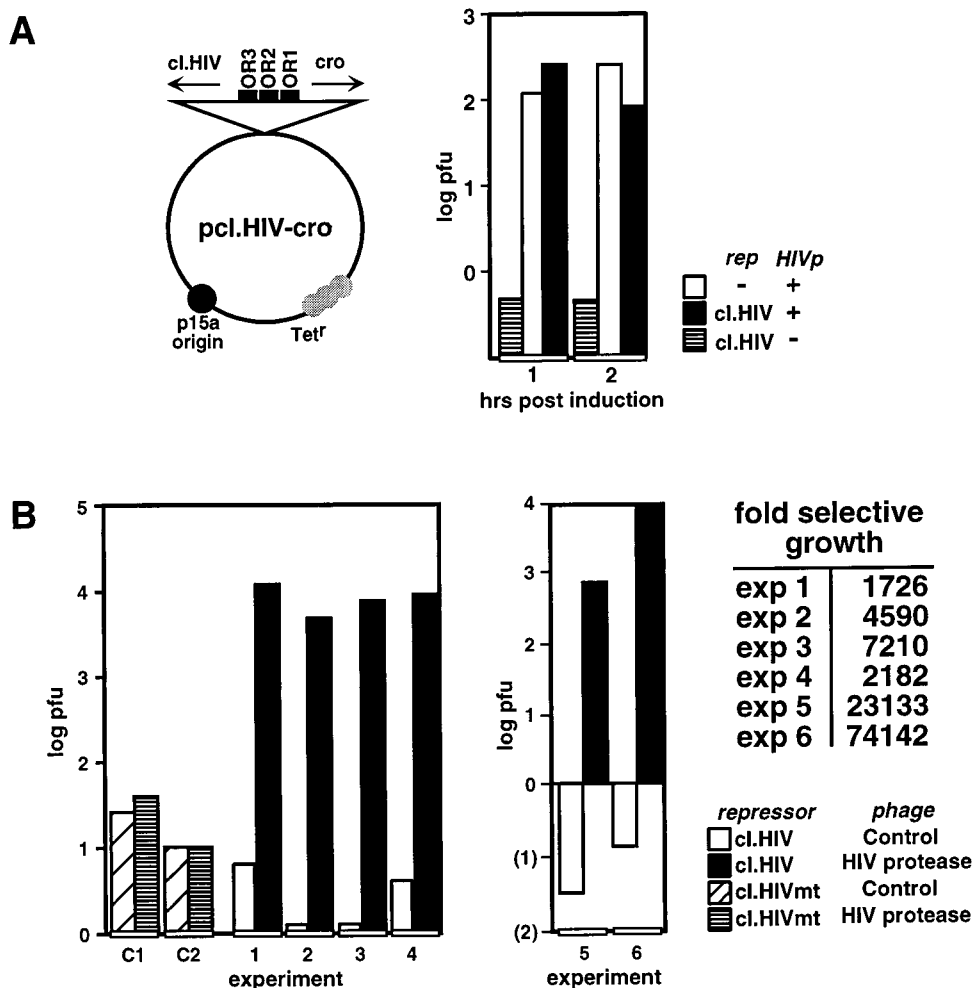 A
cI.HIV
OR3
OR2
OR1
cro
pcI.HIV-cro
p15a
origin
Tetr
3
2
1
0
log pfu
1
2
hrs post induction
rep HIVp
- +
cI.HIV +
cI.HIV -
B
5
4
3
2
1
0
log pfu
C1
C2
1
2
3
4
experiment
4
3
2
1
0
(1)
(2)
log pfu
5
6
experiment
fold selective
growth
exp 1 1726
exp 2 4590
exp 3 7210
exp 4 2182
exp 5 23133
exp 6 74142
repressor phage
cI.HIV Control
cI.HIV HIV protease
cI.HIVmt Control
cI.HIVmt HIV protease